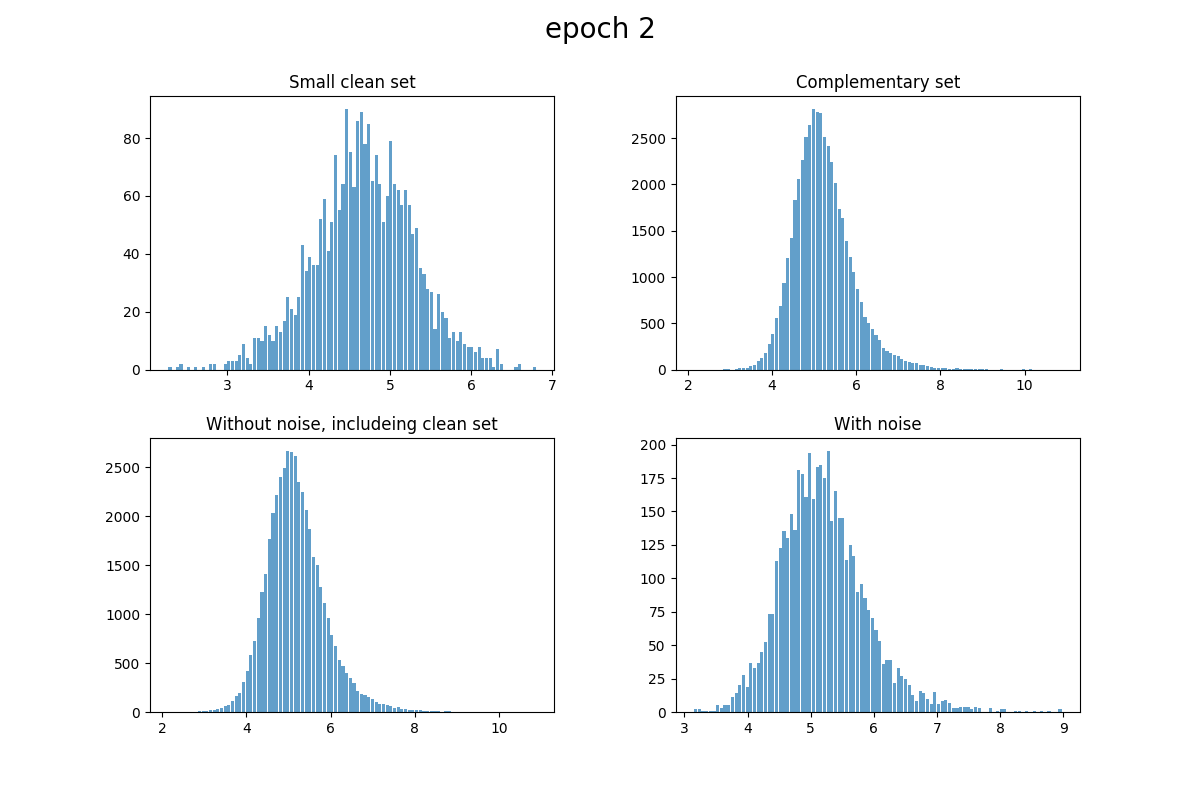 epoch 2
Small clean set
80
60
40
20
0
3 4 5 6 7
Complementary set
2500
2000
1500
1000
500
0
2 4 6 8 10
Without noise, includeing clean set
2500
2000
1500
1000
500
0
2 4 6 8 10
With noise
200
175
150
125
100
75
50
25
0
3 4 5 6 7 8 9